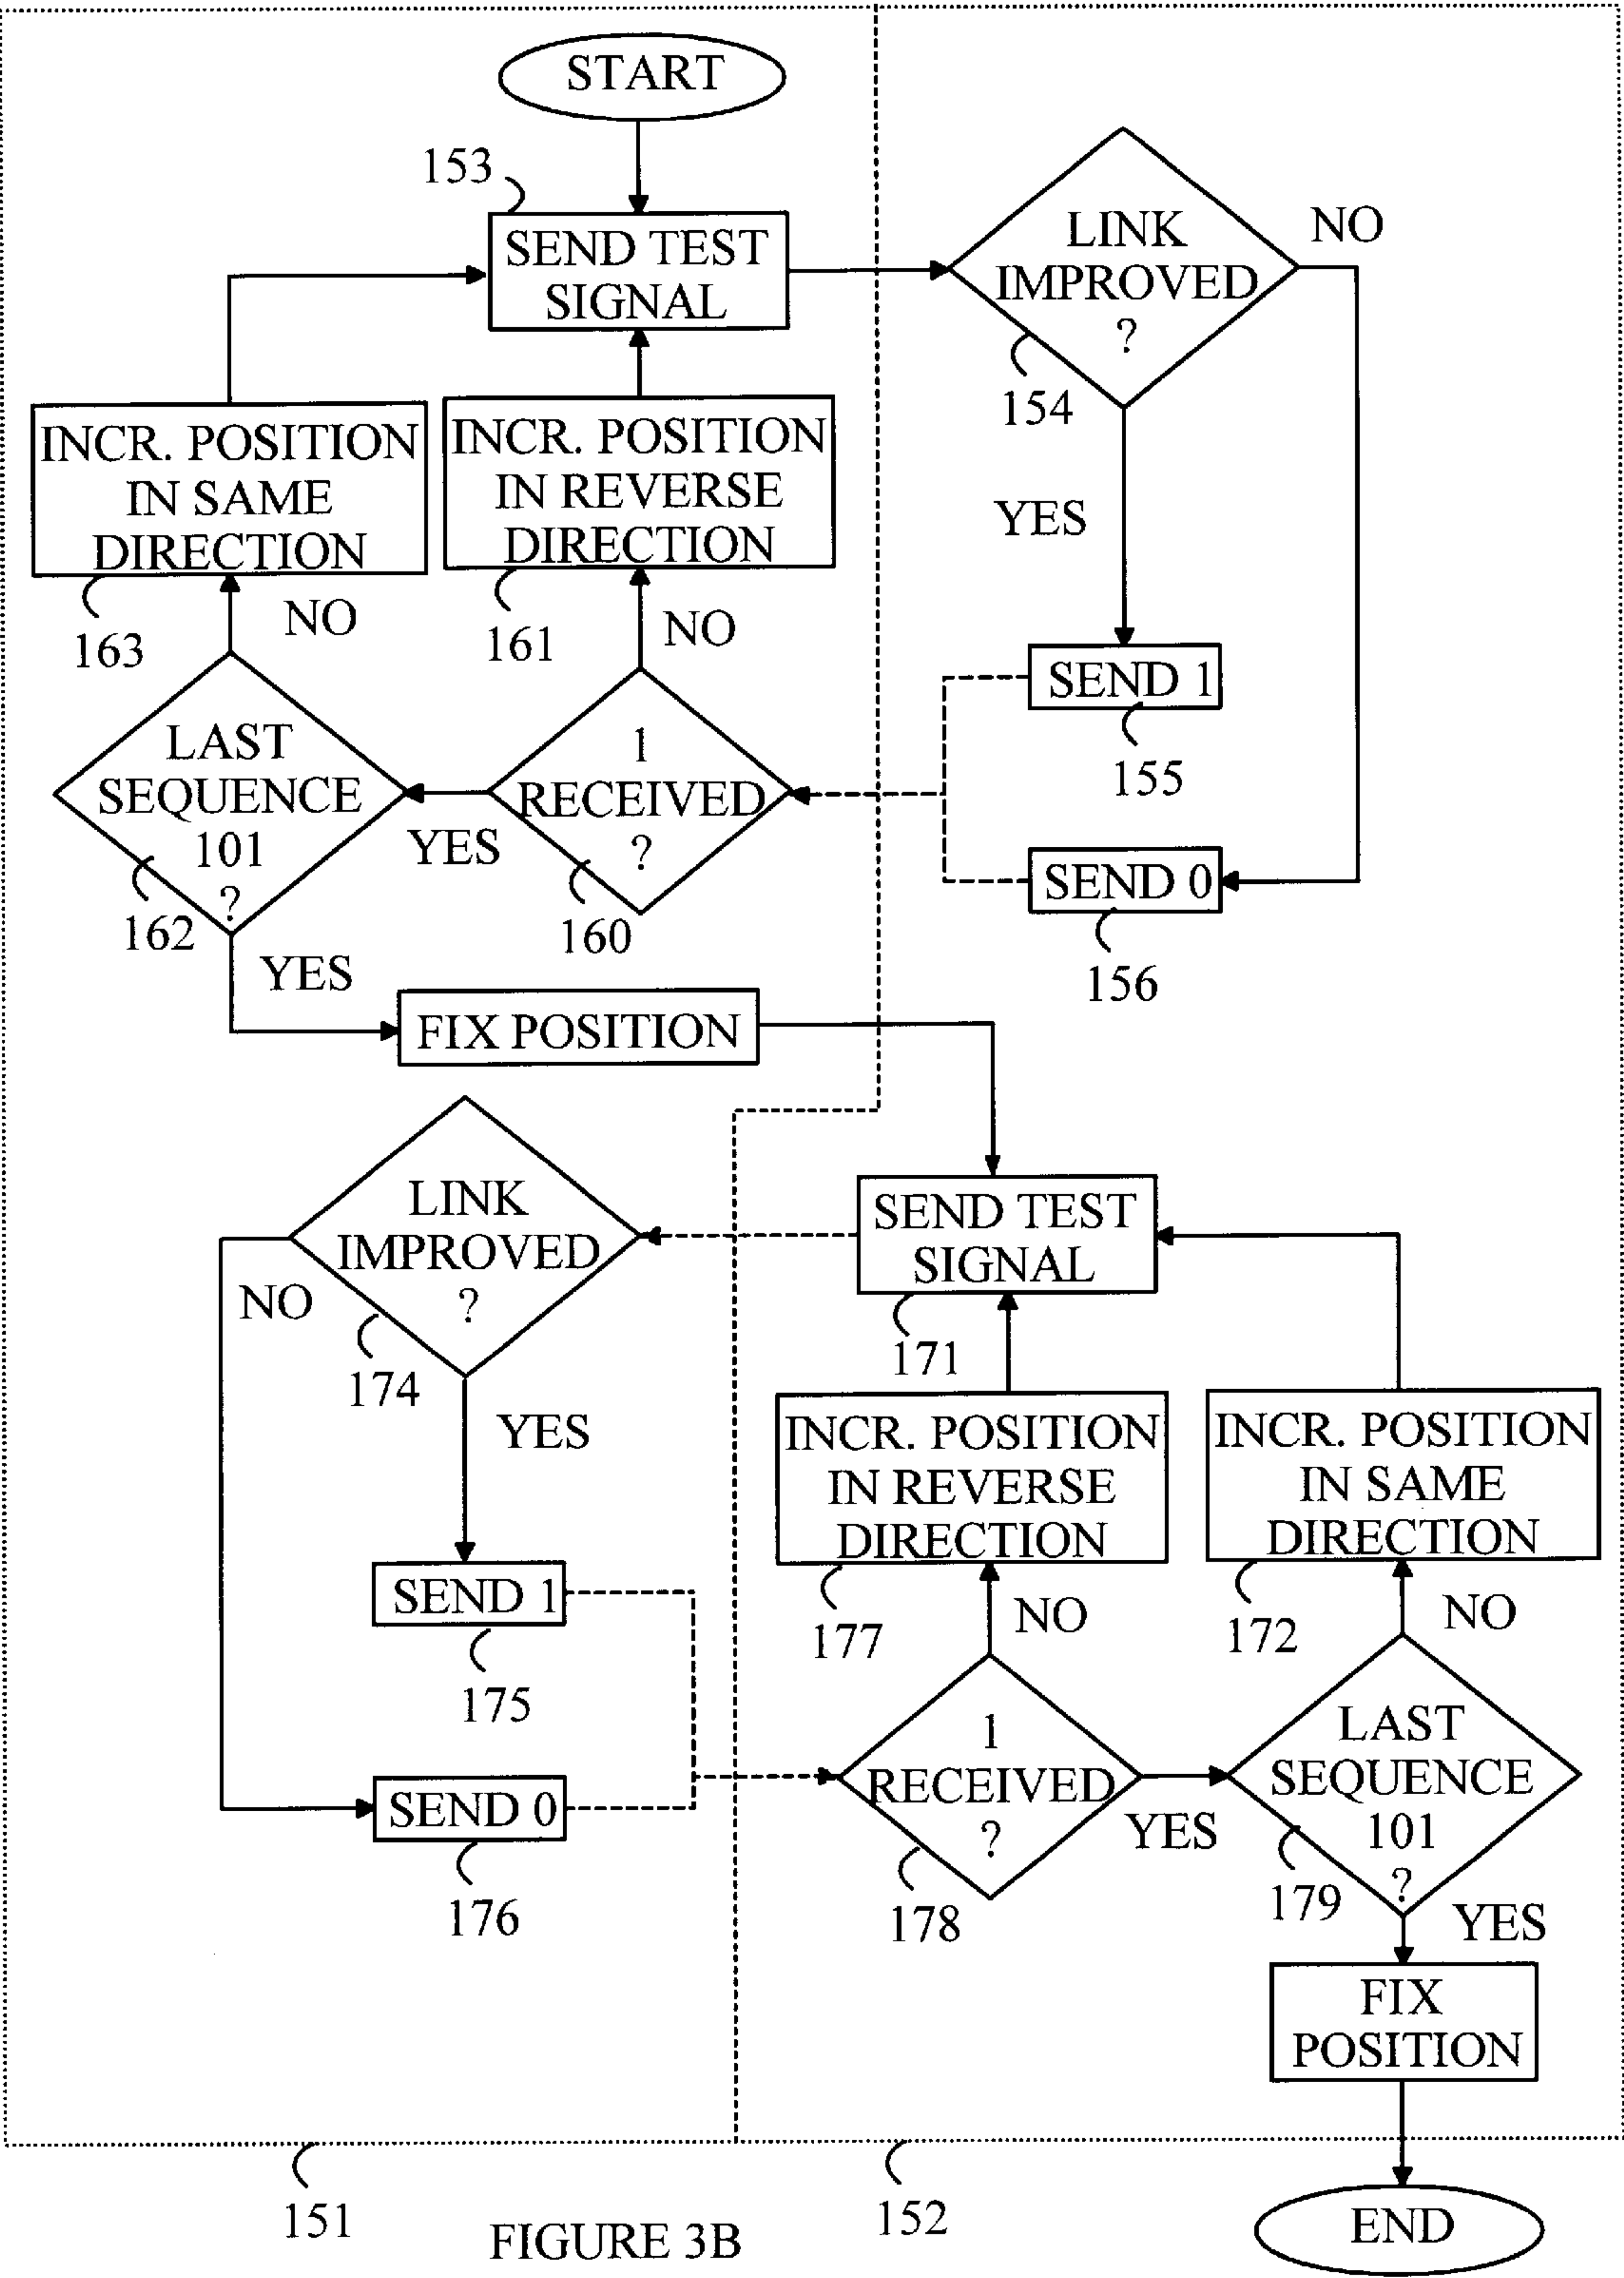 START
153
SEND TEST
SIGNAL
LINK
IMPROVED
?
NO
154
INCR. POSITION
IN SAME
DIRECTION
INCR. POSITION
IN REVERSE
DIRECTION
YES
163
NO
161
NO
SEND 1
155
LAST
SEQUENCE
101
?
1
RECEIVED
?
YES
162
160
SEND 0
156
YES
FIX POSITION
LINK
IMPROVED
?
NO
174
SEND TEST
SIGNAL
171
YES
INCR. POSITION
IN REVERSE
DIRECTION
INCR. POSITION
IN SAME
DIRECTION
SEND 1
175
177
NO
172
NO
1
RECEIVED
?
YES
LAST
SEQUENCE
101
?
SEND 0
176
178
179
YES
FIX
POSITION
151
152
END
FIGURE 3B